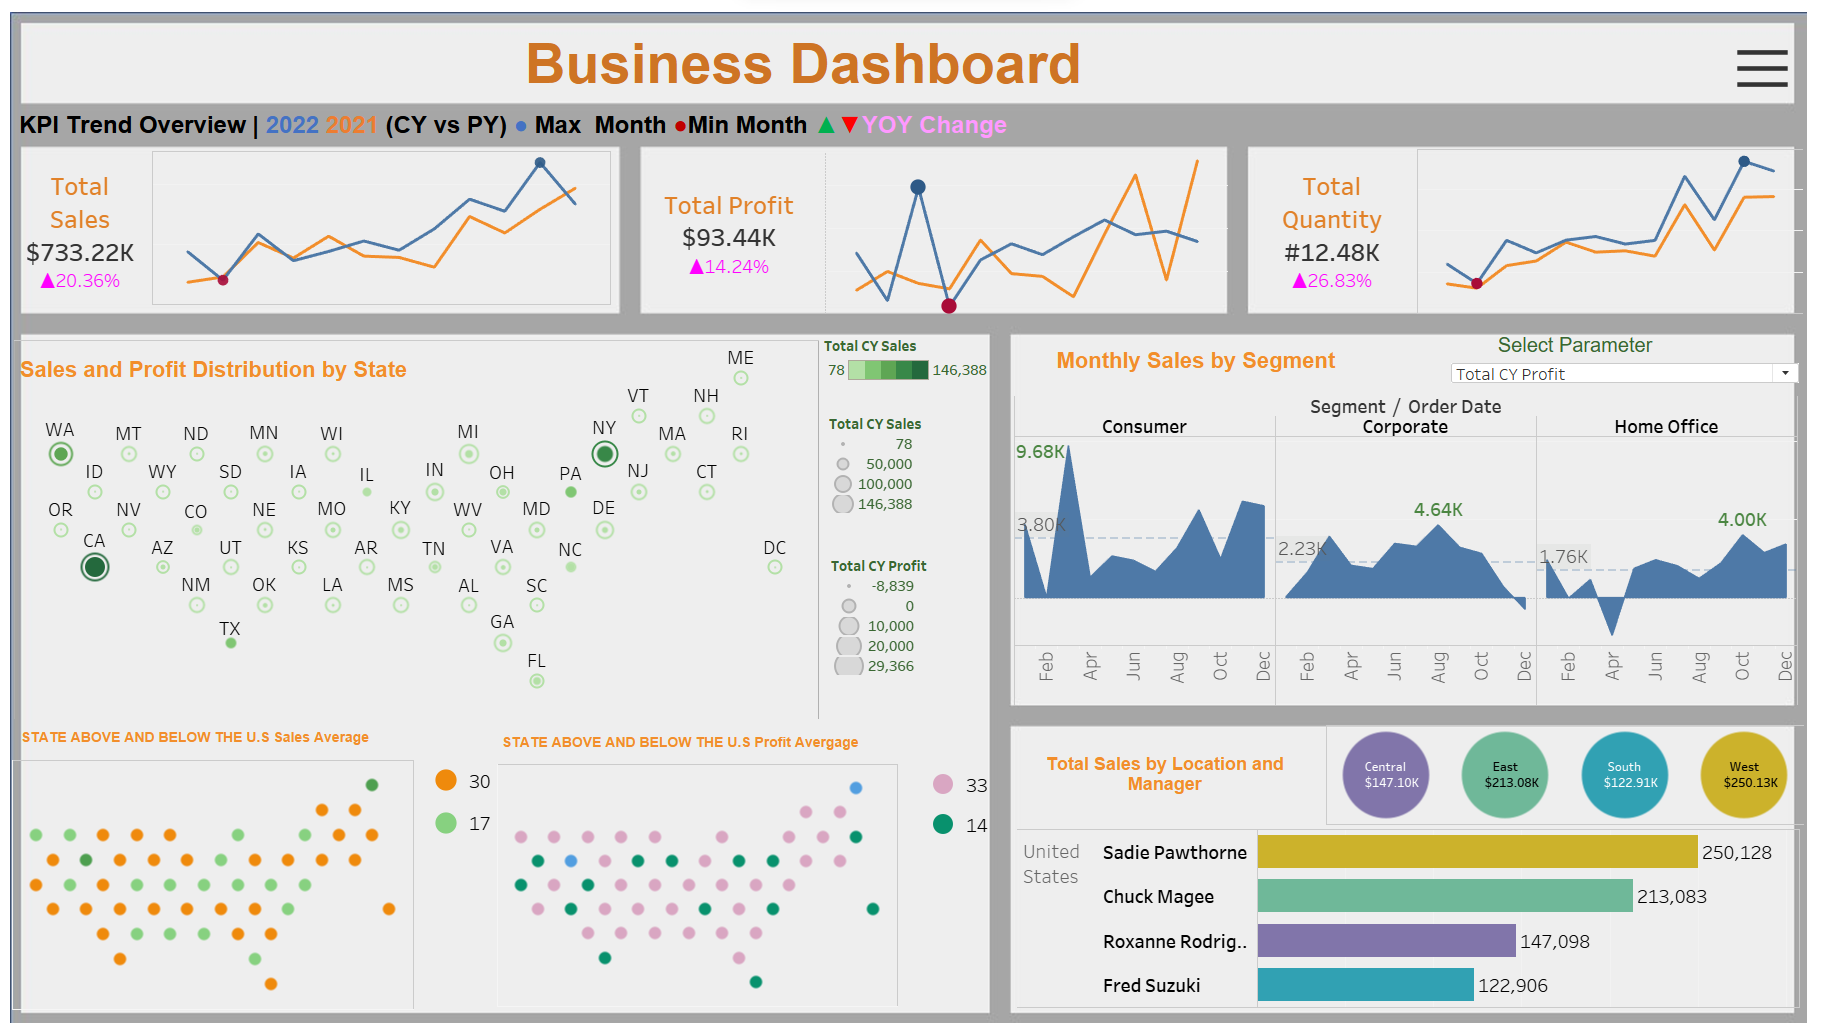 Business Dashboard
KPI Trend Overview | 2022 2021 (CY vs PY) ● Max Month ●Min Month ▲▼YOY Change
Total
Sales
$733.22K
▲20.36%
Total Profit
$93.44K
▲14.24%
Total
Quantity
#12.48K
▲26.83%
Sales and Profit Distribution by State
ME
VT NH
WA MT ND MN WI MI NY MA RI
ID WY SD IA IL IN OH PA NJ CT
OR NV CO NE MO KY WV MD DE
CA AZ UT KS AR TN VA NC DC
NM OK LA MS AL SC
TX GA
FL
Total CY Sales
78 146,388
Total CY Sales
78
50,000
100,000
146,388
Total CY Profit
-8,839
0
10,000
20,000
29,366
Monthly Sales by Segment
Select Parameter
Total CY Profit
Segment / Order Date
Consumer Corporate Home Office
9.68K
3.80K
4.64K
2.23K
4.00K
1.76K
Feb Apr Jun Aug Oct Dec Feb Apr Jun Aug Oct Dec Feb Apr Jun Aug Oct Dec
STATE ABOVE AND BELOW THE U.S Sales Average
30
17
STATE ABOVE AND BELOW THE U.S Profit Avergage
33
14
Total Sales by Location and
Manager
Central
$147.10K
East
$213.08K
South
$122.91K
West
$250.13K
United
States
Sadie Pawthorne 250,128
Chuck Magee 213,083
Roxanne Rodrig.. 147,098
Fred Suzuki 122,906